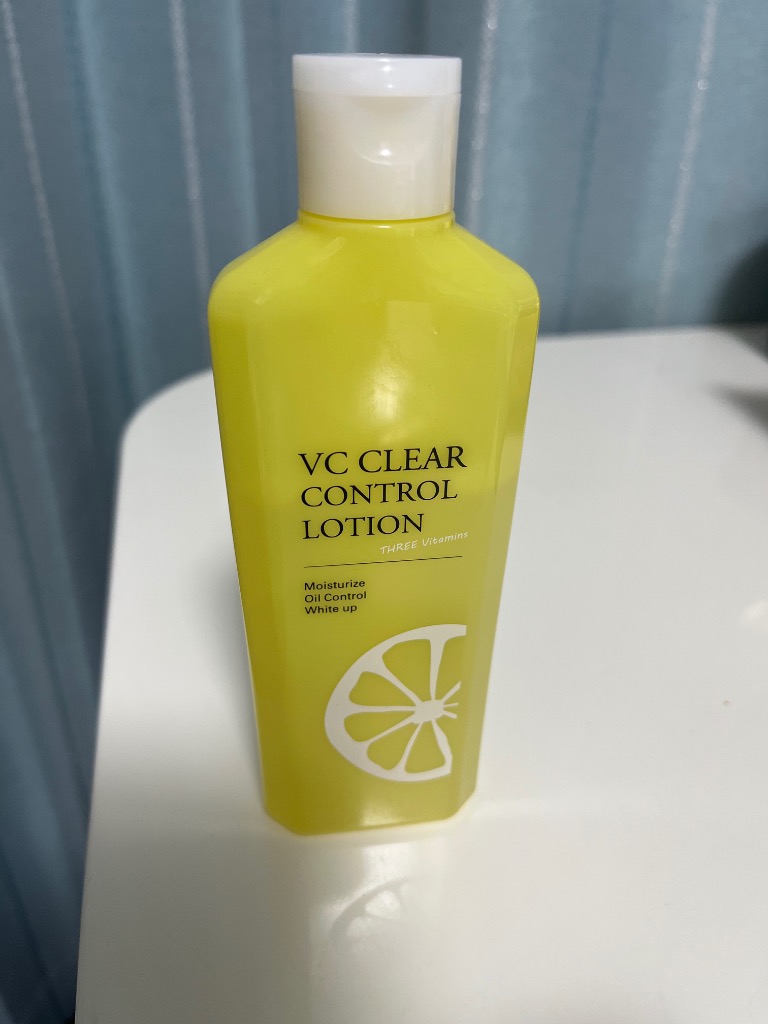 VC CLEAR
CONTROL
LOTION
THREE Vitamins
Moisturize
Oil Control
White up